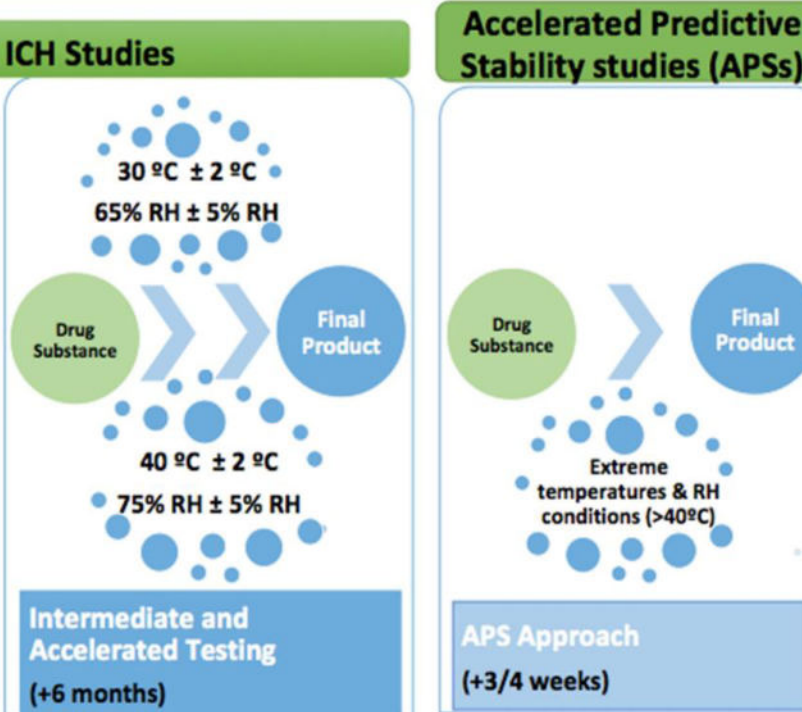 ICH Studies
30 ºC ± 2 ºC
65% RH ± 5% RH
Drug
Substance
Final
Product
40 ºC ± 2 ºC
75% RH ± 5% RH
Intermediate and
Accelerated Testing
(+6 months)
Accelerated Predictive
Stability studies (APSs)
Drug
Substance
Final
Product
Extreme
temperatures & RH
conditions (>40ºC)
APS Approach
(+3/4 weeks)